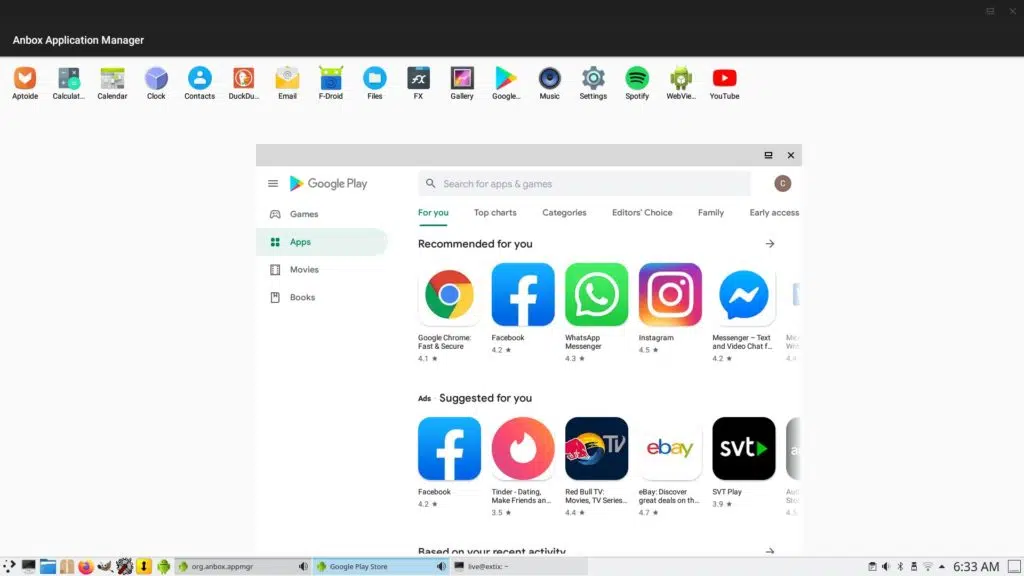 Anbox Application Manager
Aptoide
Calculat...
Calendar
Clock
Contacts
DuckDu...
Email
F-Droid
Files
FX
Gallery
Google...
Music
Settings
Spotify
WebVie...
YouTube
Google Play
Search for apps & games
C
Games
Apps
Movies
Books
For you
Top charts
Categories
Editors' Choice
Family
Early access
Recommended for you
Google Chrome:
Fast & Secure
4.1 ★
Facebook
4.2 ★
WhatsApp
Messenger
4.3 ★
Instagram
4.5 ★
Messenger – Text
and Video Chat f...
4.2 ★
Ads · Suggested for you
TV
ebay
svt
Facebook
4.2 ★
Tinder - Dating,
Make Friends an...
3.5 ★
Red Bull TV:
Movies, TV Series...
4.4 ★
eBay: Discover
great deals on th...
4.7 ★
SVT Play
3.9 ★
4.5
Based on your recent activity
org.anbox.appmgr
Google Play Store
live@extix: ~
6:33 AM